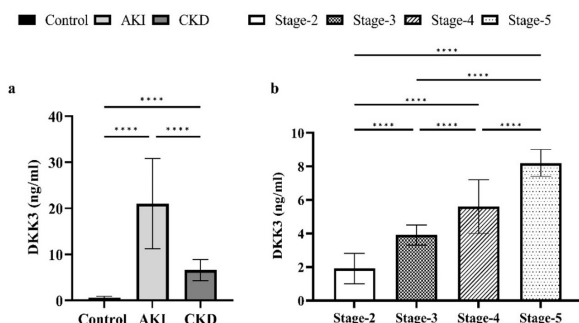 Control AKI CKD Stage-2 Stage-3 Stage-4 Stage-5
a
****
**** ****
DKK3 (ng/ml)
40
30
20
10
0
Control AKI CKD
b
****
****
****
**** **** ****
DKK3 (ng/ml)
10
8
6
4
2
0
Stage-2 Stage-3 Stage-4 Stage-5